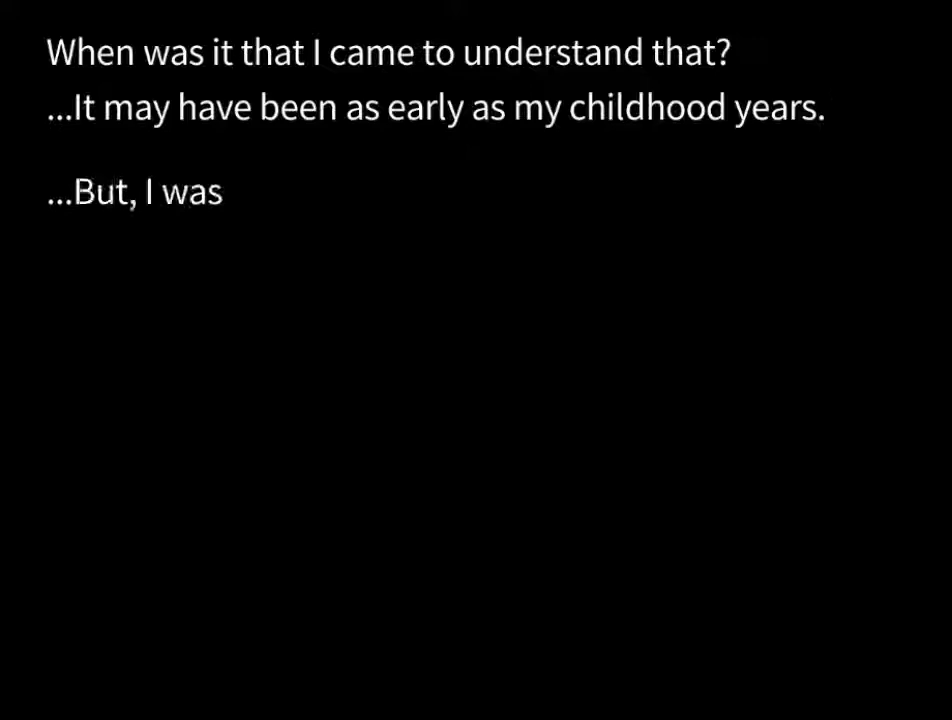 When was it that I came to understand that?
...It may have been as early as my childhood years.
...But, I was